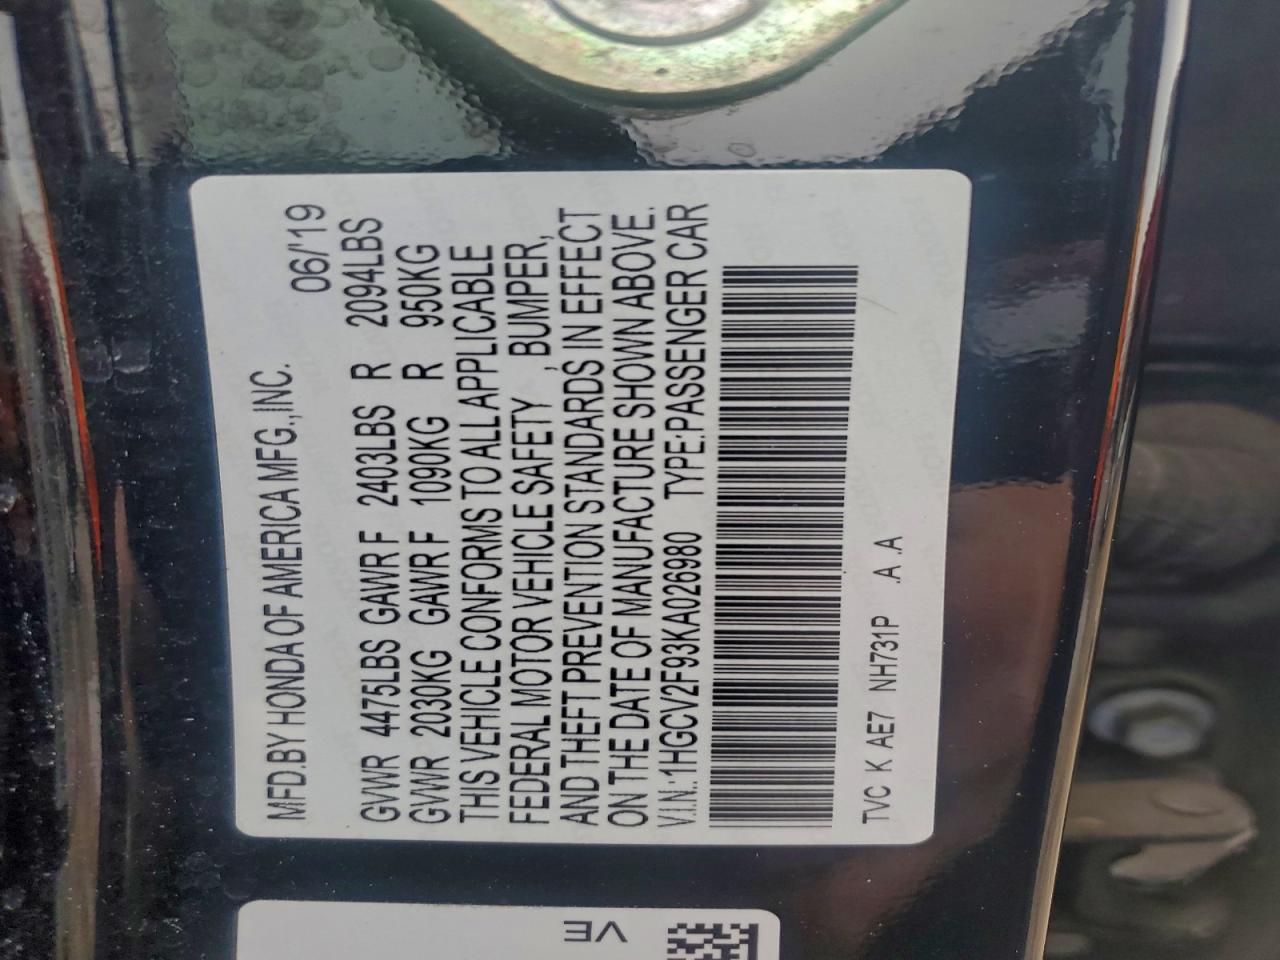 MFD.BY HONDA OF AMERICA MFG.,INC.
06/'19
GVWR 4475LBS GAWR F 2403LBS R 2094LBS
GVWR 2030KG GAWR F 1090KG R 950KG
THIS VEHICLE CONFORMS TO ALL APPLICABLE
FEDERAL MOTOR VEHICLE SAFETY , BUMPER,
AND THEFT PREVENTION STANDARDS IN EFFECT
ON THE DATE OF MANUFACTURE SHOWN ABOVE.
V.I.N.:1HGCV2F93KA026980 TYPE:PASSENGER CAR
TVC K AE7 NH731P .A .A
VE